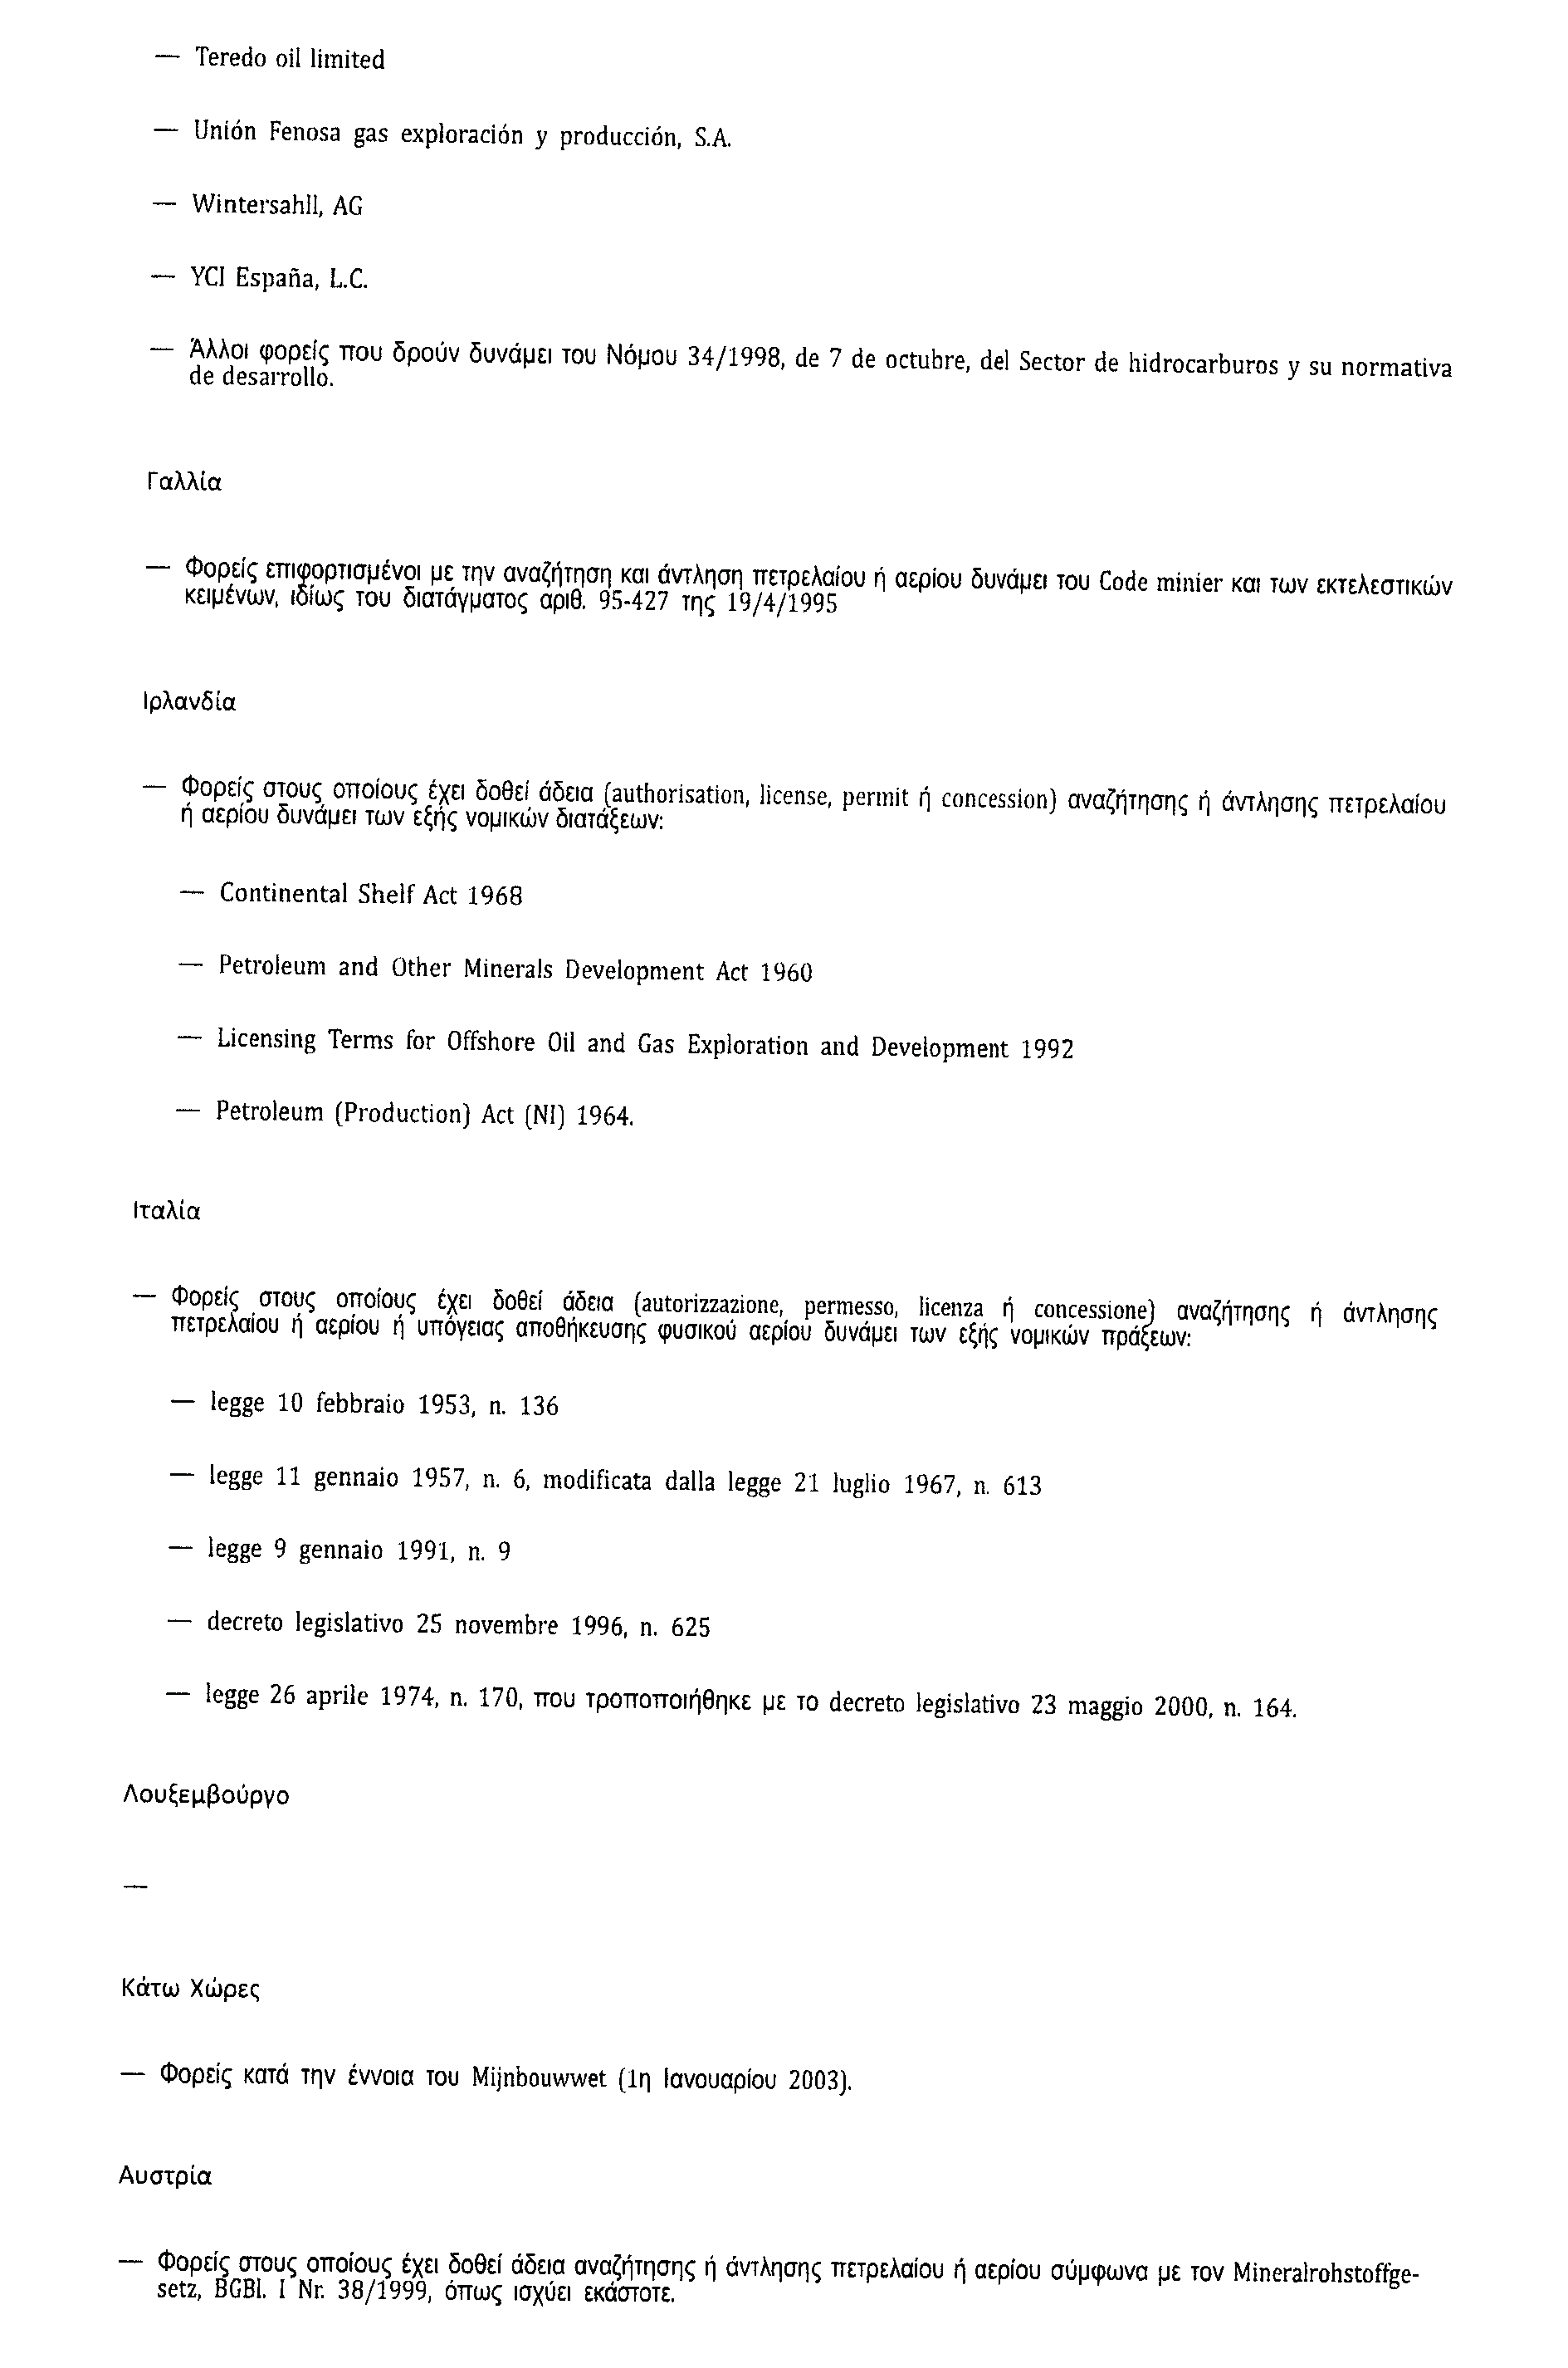 — Teredo oil limited
— Unión Fenosa gas exploración y producción, S.A.
— Wintersahll, AG
— YCI España, L.C.
— Άλλοι φορείς που δρούν δυνάμει του Νόμου 34/1998, de 7 de octubre, del Sector de hidrocarburos y su normativa
de desarrollo.
Γαλλία
— Φορείς επιφορτισμένοι με την αναζήτηση και άντληση πετρελαίου ή αερίου δυνάμει του Code minier και των εκτελεστικών
κειμένων, ιδίως του διατάγματος αριθ. 95-427 της 19/4/1995
Ιρλανδία
— Φορείς στους οποίους έχει δοθεί άδεια (authorisation, license, permit ή concession) αναζήτησης ή άντλησης πετρελαίου
ή αερίου δυνάμει των εξής νομικών διατάξεων:
— Continental Shelf Act 1968
— Petroleum and Other Minerals Development Act 1960
— Licensing Terms for Offshore Oil and Gas Exploration and Development 1992
— Petroleum (Production) Act (NI) 1964.
Ιταλία
— Φορείς στους οποίους έχει δοθεί άδεια (autorizzazione, permesso, licenza ή concessione) αναζήτησης ή άντλησης
πετρελαίου ή αερίου ή υπόγειας αποθήκευσης φυσικού αερίου δυνάμει των εξής νομικών πράξεων:
— legge 10 febbraio 1953, n. 136
— legge 11 gennaio 1957, n. 6, modificata dalla legge 21 luglio 1967, n. 613
— legge 9 gennaio 1991, n. 9
— decreto legislativo 25 novembre 1996, n. 625
— legge 26 aprile 1974, n. 170, που τροποποιήθηκε με το decreto legislativo 23 maggio 2000, n. 164.
Λουξεμβούργο
—
Κάτω Χώρες
— Φορείς κατά την έννοια του Mijnbouwwet (1η Ιανουαρίου 2003).
Αυστρία
— Φορείς στους οποίους έχει δοθεί άδεια αναζήτησης ή άντλησης πετρελαίου ή αερίου σύμφωνα με τον Mineralrohstoffge-
setz, BGBl. I Nr. 38/1999, όπως ισχύει εκάστοτε.